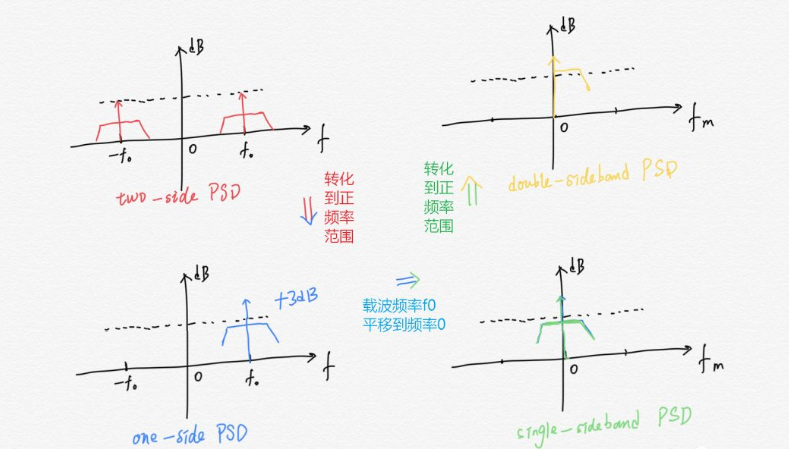 dB
-f₀
0
f₀
f
two-side PSD
转化
到正
频率
范围
dB
0
fm
double-sideband PSD
转化
到正
频率
范围
dB
+3dB
-f₀
0
f₀
f
one-side PSD
载波频率f0
平移到频率0
dB
0
fm
single-sideband PSD